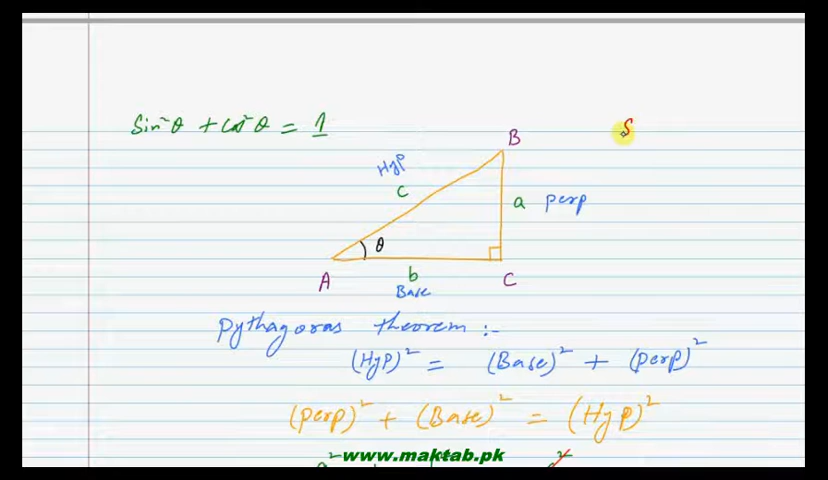 Sin²θ + Cos²θ = 1
S
B
Hyp
c
a perp
θ
A b C
Base
Pythagoras theorem :-
(Hyp)² = (Base)² + (perp)²
(perp)² + (Base)² = (Hyp)²
www.maktab.pk